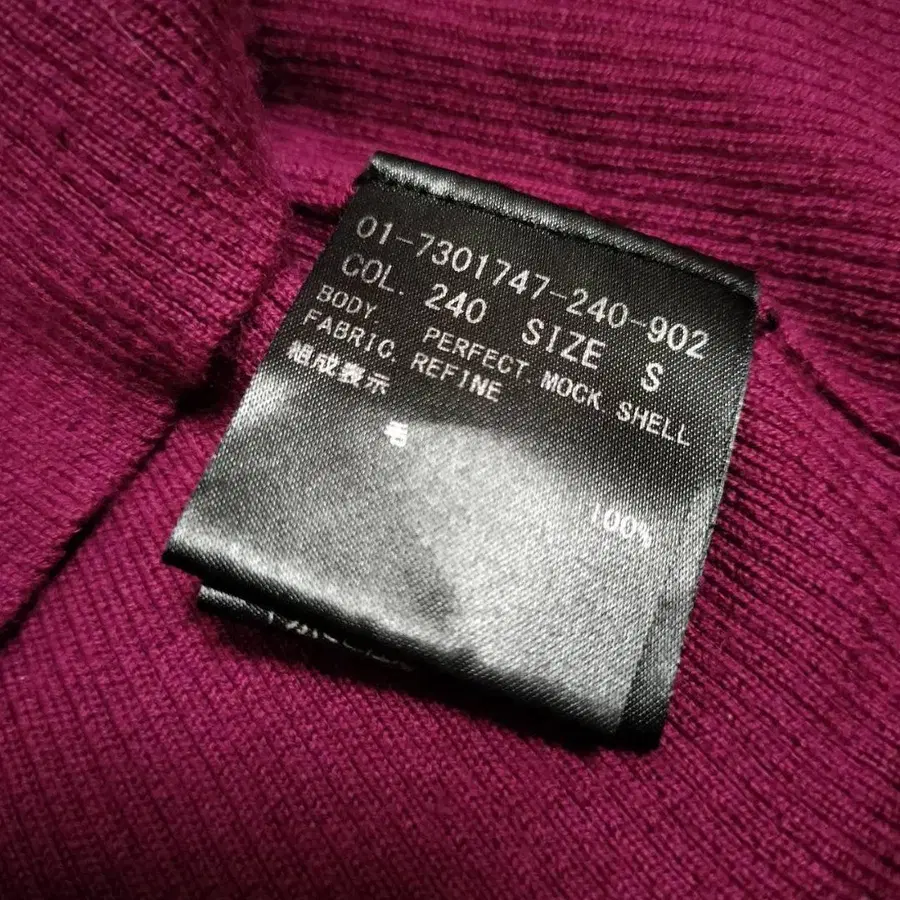 01-7301747-240-902
COL. 240 SIZE S
BODY PERFECT. MOCK SHELL
FABRIC. REFINE
組成表示
毛 100%